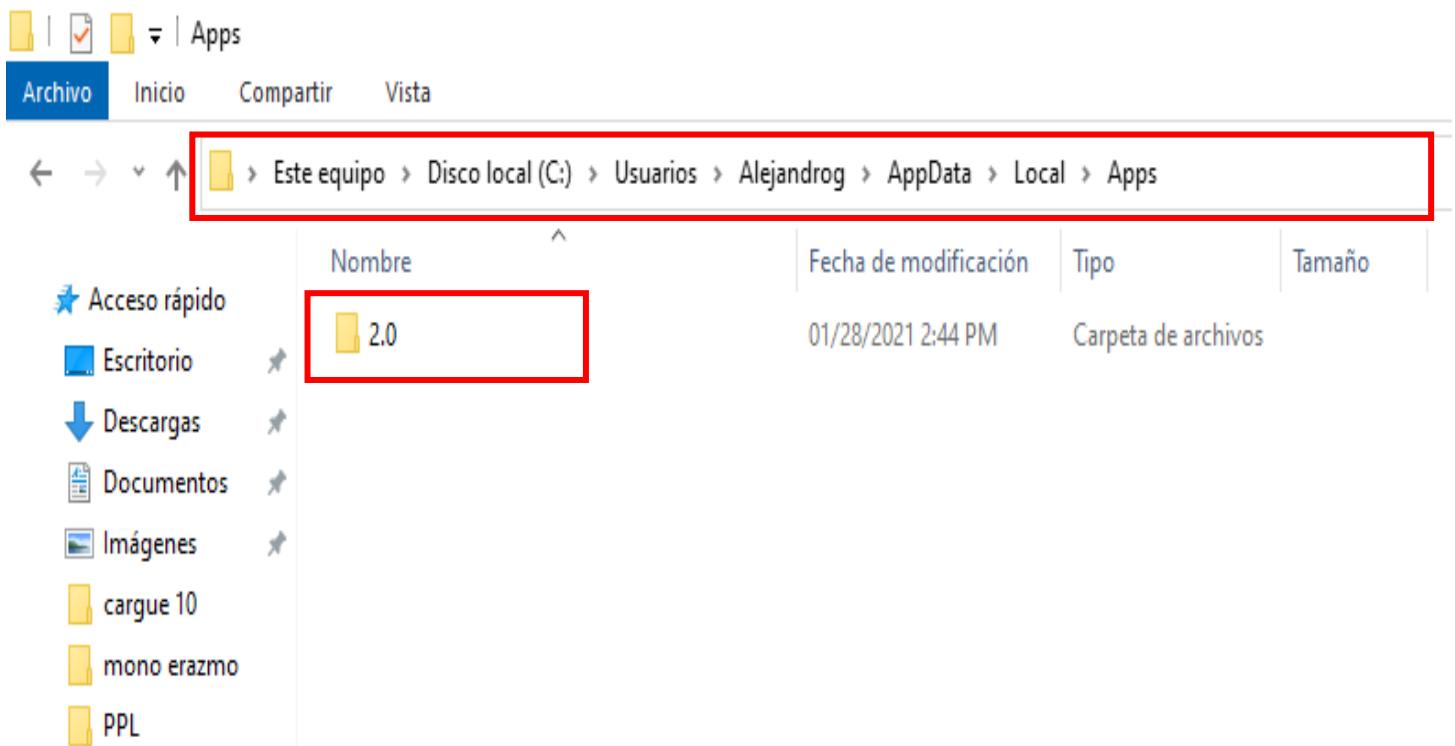 Apps
Archivo Inicio Compartir Vista
Este equipo > Disco local (C:) > Usuarios > Alejandrog > AppData > Local > Apps
Nombre Fecha de modificación Tipo Tamaño
Acceso rápido
2.0 01/28/2021 2:44 PM Carpeta de archivos
Escritorio
Descargas
Documentos
Imágenes
cargue 10
mono erazmo
PPL